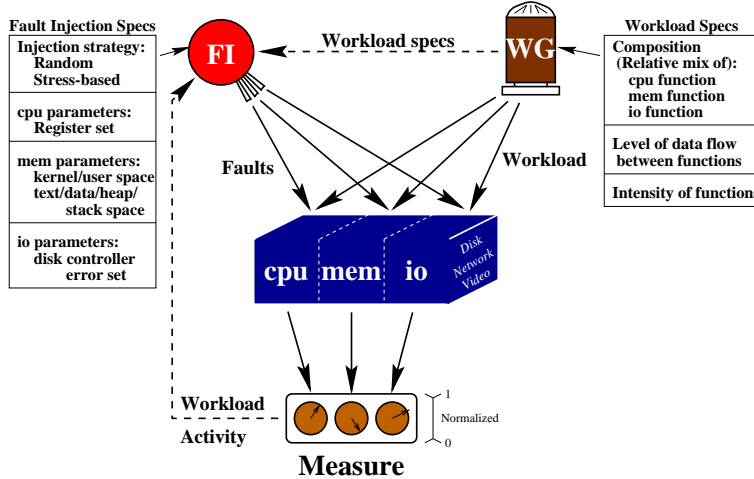 Fault Injection Specs
Injection strategy:
Random
Stress-based
cpu parameters:
Register set
mem parameters:
kernel/user space
text/data/heap/
stack space
io parameters:
disk controller
error set
FI
Workload specs
WG
Workload Specs
Composition
(Relative mix of):
cpu function
mem function
io function
Level of data flow
between functions
Intensity of functions
Faults
Workload
cpu
mem
io
Disk
Network
Video
Workload
Activity
1
Normalized
0
Measure